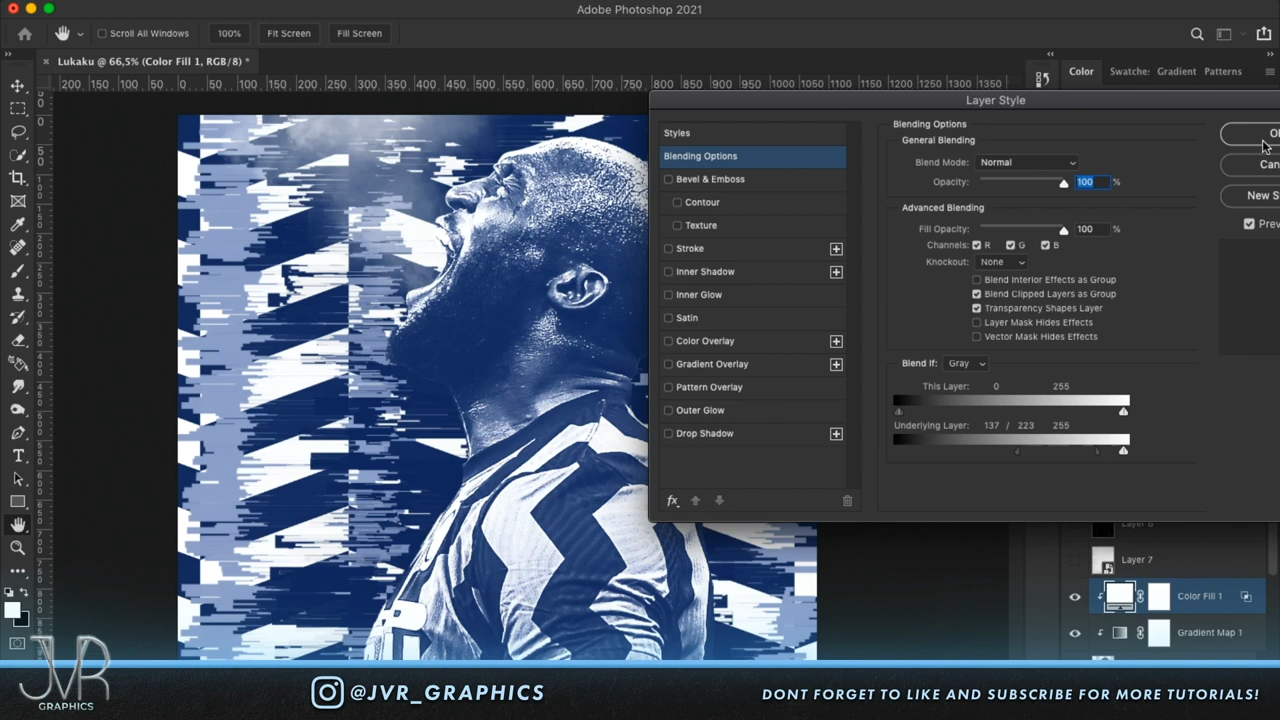 Adobe Photoshop 2021
Scroll All Windows 100% Fit Screen Fill Screen
Lukaku @ 66,5% (Color Fill 1, RGB/8) *
Color Swatche: Gradient Patterns
200 150 100 50 0 50 100 150 200 250 300 350 400 450 500 550 600 650 700 750 800 850 900 950 1000 1050 1100 1150 1200 1250 1300 1350
Layer Style
Styles
Blending Options
Bevel & Emboss
Contour
Texture
Stroke
Inner Shadow
Inner Glow
Satin
Color Overlay
Gradient Overlay
Pattern Overlay
Outer Glow
Drop Shadow
fx
Blending Options
General Blending
Blend Mode: Normal
Opacity: 100 %
Advanced Blending
Fill Opacity: 100 %
Channels: R G B
Knockout: None
Blend Interior Effects as Group
Blend Clipped Layers as Group
Transparency Shapes Layer
Layer Mask Hides Effects
Vector Mask Hides Effects
Blend If: Gray
This Layer: 0 255
Underlying Layer: 137 / 223 255
Can
New S
Prev
Layer 7
Color Fill 1
Gradient Map 1
JVR
GRAPHICS
@JVR_GRAPHICS
DONT FORGET TO LIKE AND SUBSCRIBE FOR MORE TUTORIALS!